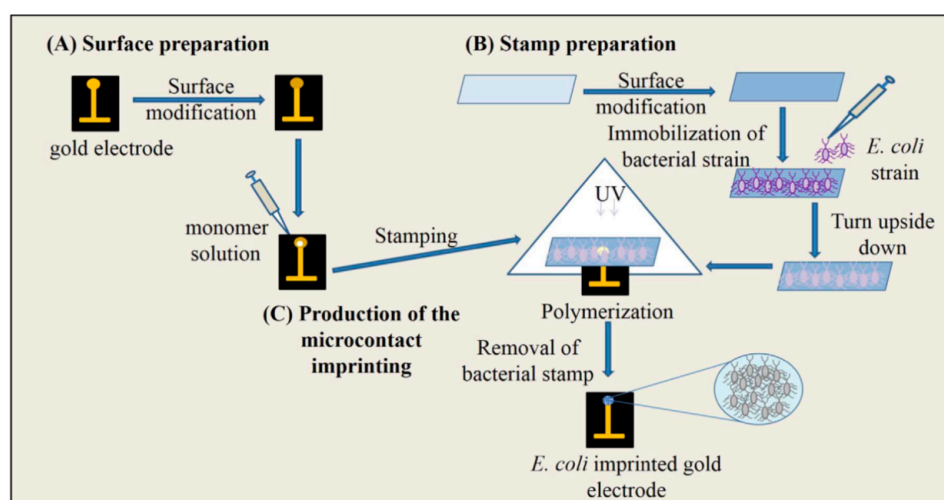 (A) Surface preparation
Surface
modification
gold electrode
monomer
solution
Stamping
(B) Stamp preparation
Surface
modification
Immobilization of
bacterial strain
E. coli
strain
Turn upside
down
UV
(C) Production of the
microcontact
imprinting
Polymerization
Removal of
bacterial stamp
E. coli imprinted gold
electrode